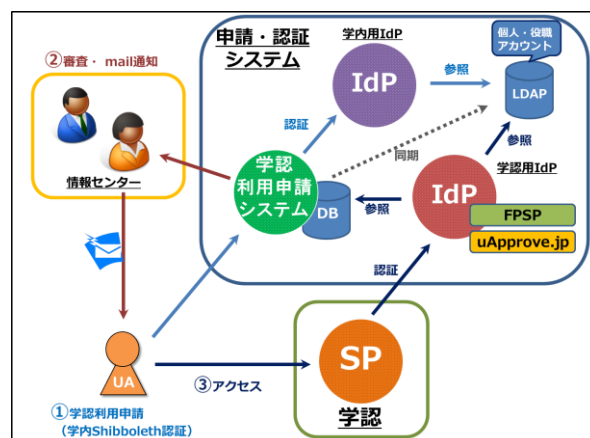 ②審査・ mail通知
情報センター
申請・認証
システム
学内用IdP
IdP
個人・役職
アカウント
LDAP
参照
認証
同期
参照
学認
利用申請
システム
DB
参照
学認用IdP
IdP
FPSP
uApprove.jp
認証
UA
③アクセス
SP
学認
①学認利用申請
（学内Shibboleth認証）